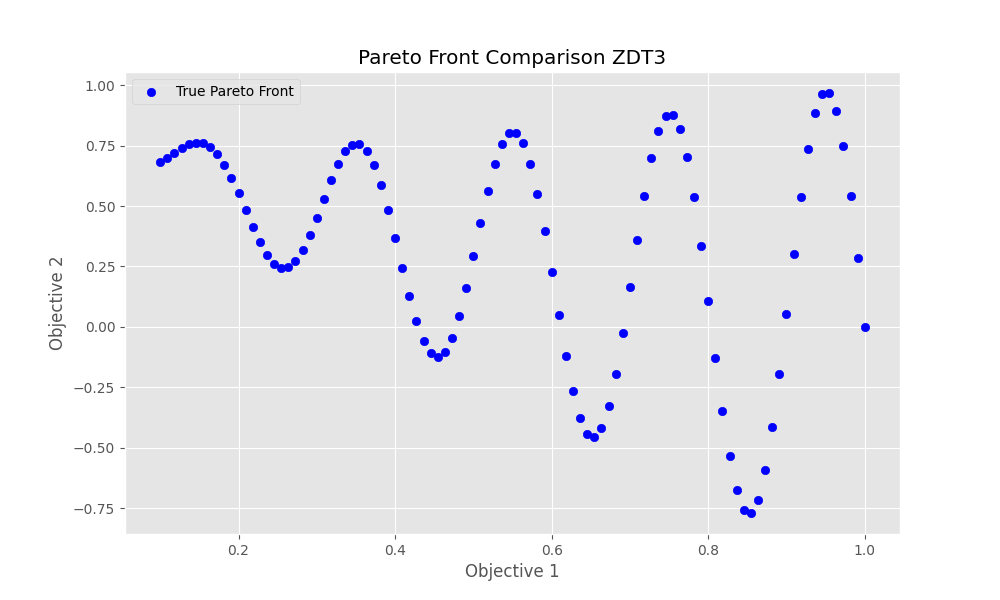 Pareto Front Comparison ZDT3
True Pareto Front
1.00
0.75
0.50
0.25
0.00
−0.25
−0.50
−0.75
Objective 2
0.2 0.4 0.6 0.8 1.0
Objective 1